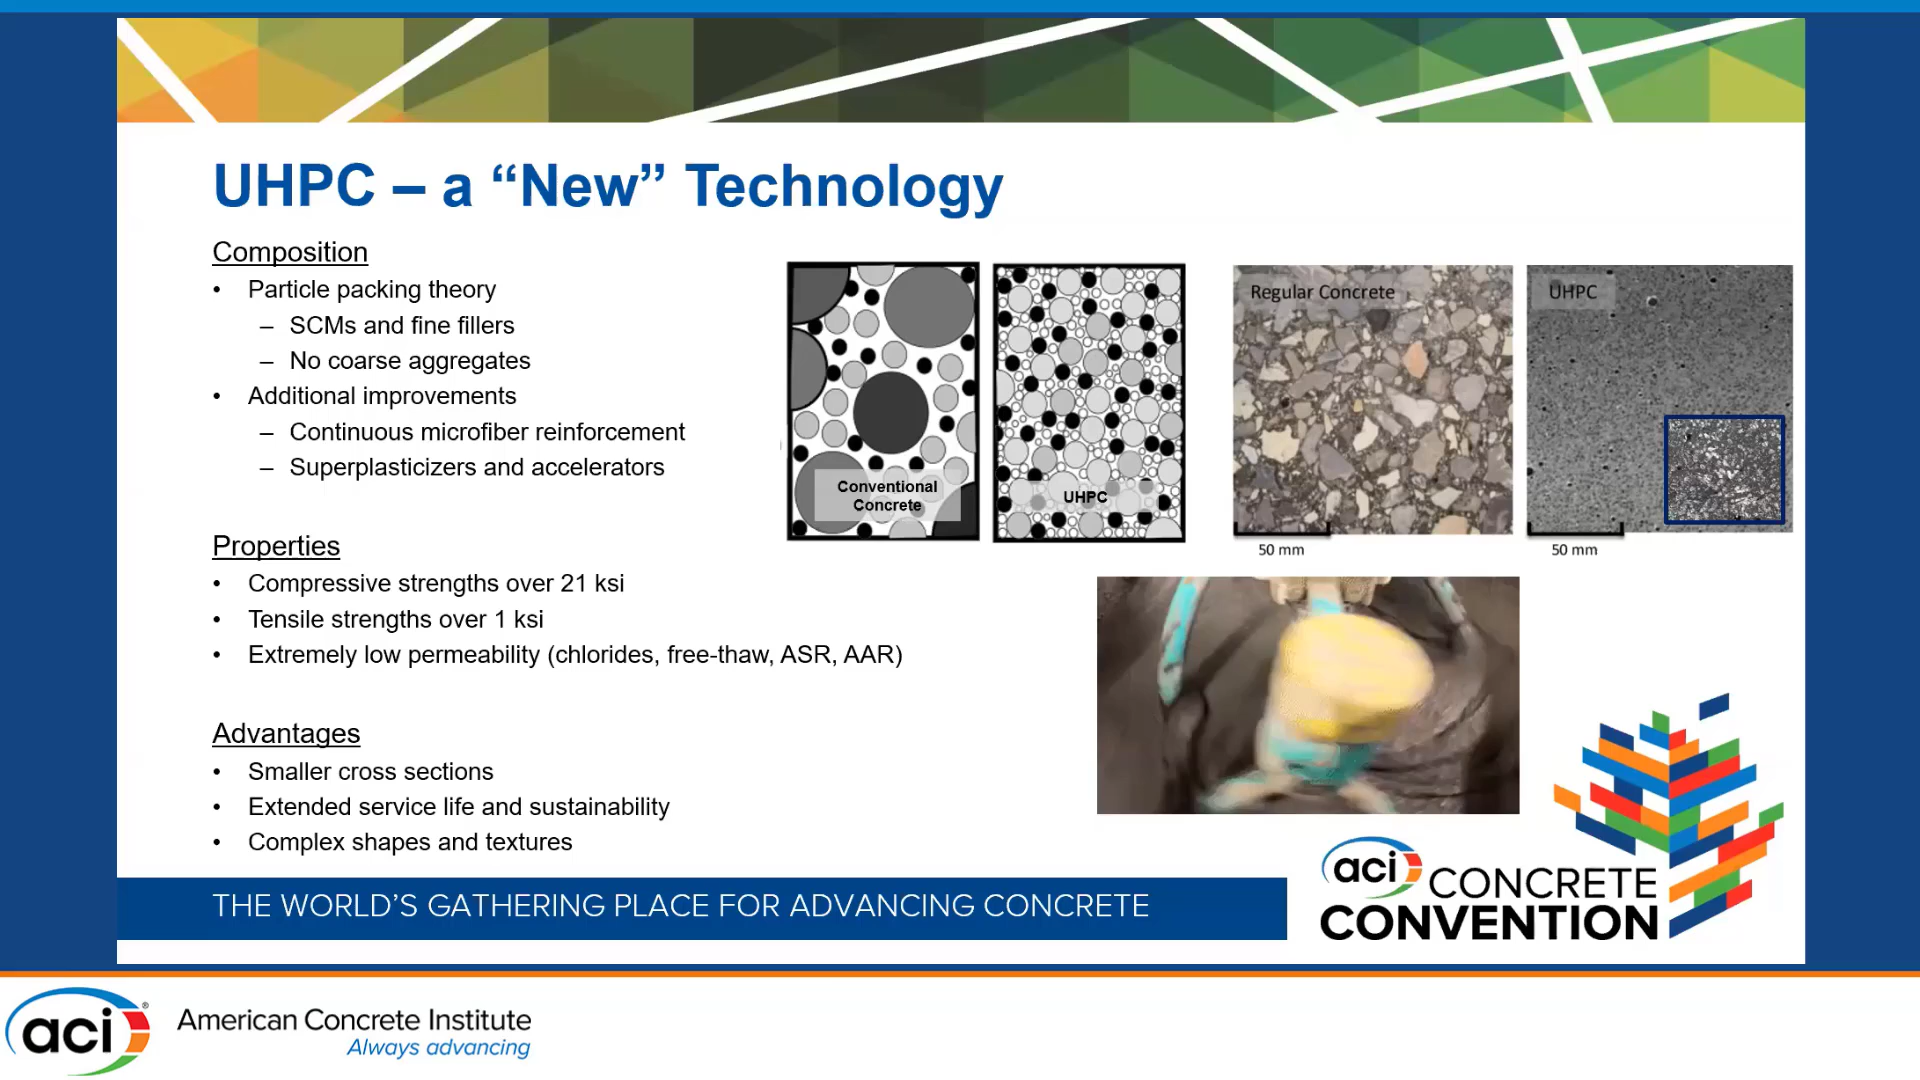 UHPC – a “New” Technology
Composition
• Particle packing theory
– SCMs and fine fillers
– No coarse aggregates
• Additional improvements
– Continuous microfiber reinforcement
– Superplasticizers and accelerators
Properties
• Compressive strengths over 21 ksi
• Tensile strengths over 1 ksi
• Extremely low permeability (chlorides, free-thaw, ASR, AAR)
Advantages
• Smaller cross sections
• Extended service life and sustainability
• Complex shapes and textures
Conventional
Concrete
UHPC
Regular Concrete
50 mm
UHPC
50 mm
THE WORLD’S GATHERING PLACE FOR ADVANCING CONCRETE
aci
CONCRETE
CONVENTION
aci®
American Concrete Institute
Always advancing